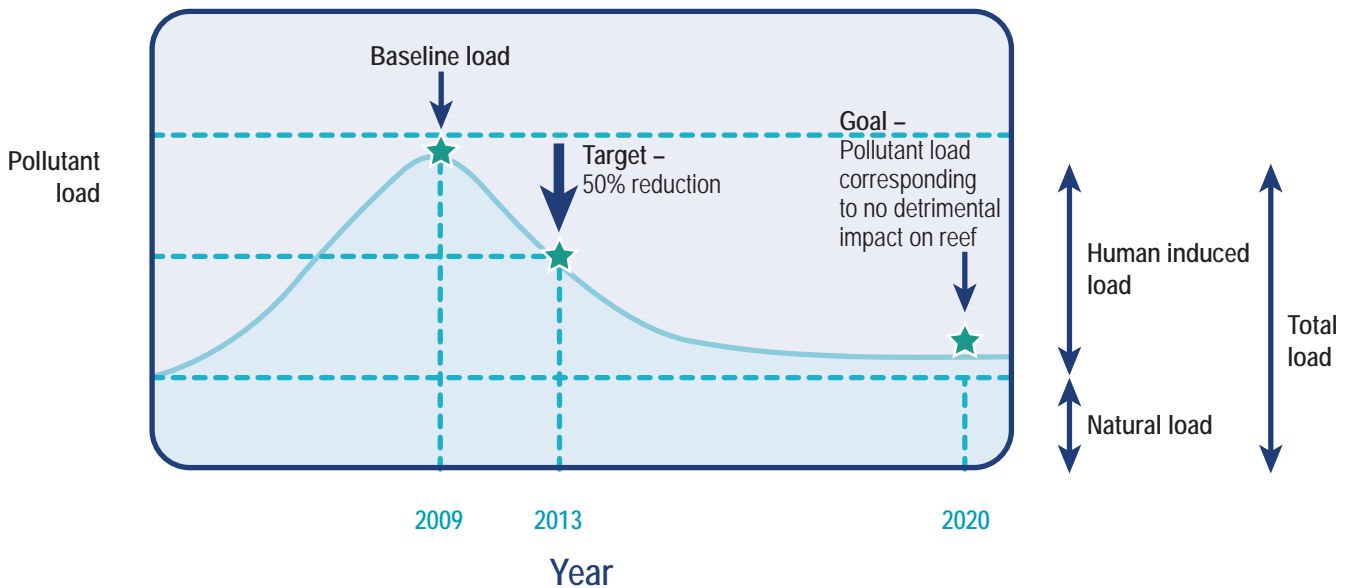 Baseline load
Pollutant
load
Target –
50% reduction
Goal –
Pollutant load
corresponding
to no detrimental
impact on reef
Human induced
load
Natural load
Total
load
2009
2013
2020
Year